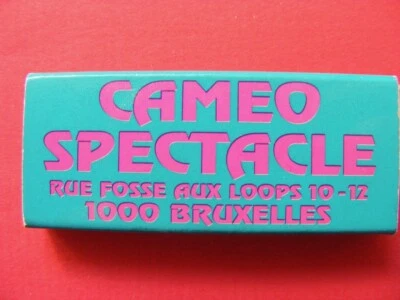 CAMEO
SPECTACLE
RUE FOSSE AUX LOOPS 10-12
1000 BRUXELLES